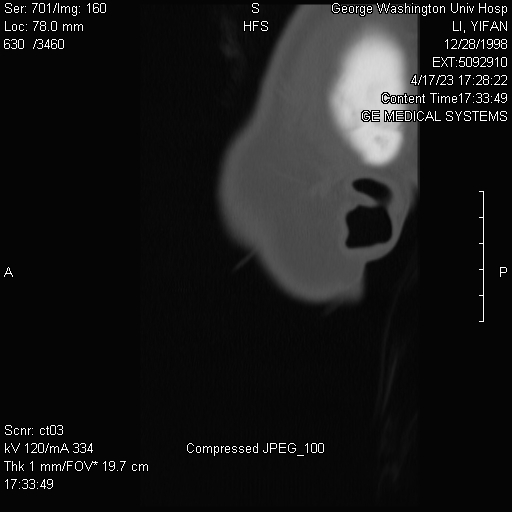 Ser: 701/Img: 160
Loc: 78.0 mm
630 /3460
S
HFS
George Washington Univ Hosp
LI, YIFAN
12/28/1998
EXT:5092910
4/17/23 17:28:22
Content Time17:33:49
GE MEDICAL SYSTEMS
A
P
Scnr: ct03
kV 120/mA 334
Thk 1 mm/FOV* 19.7 cm
17:33:49
Compressed JPEG_100